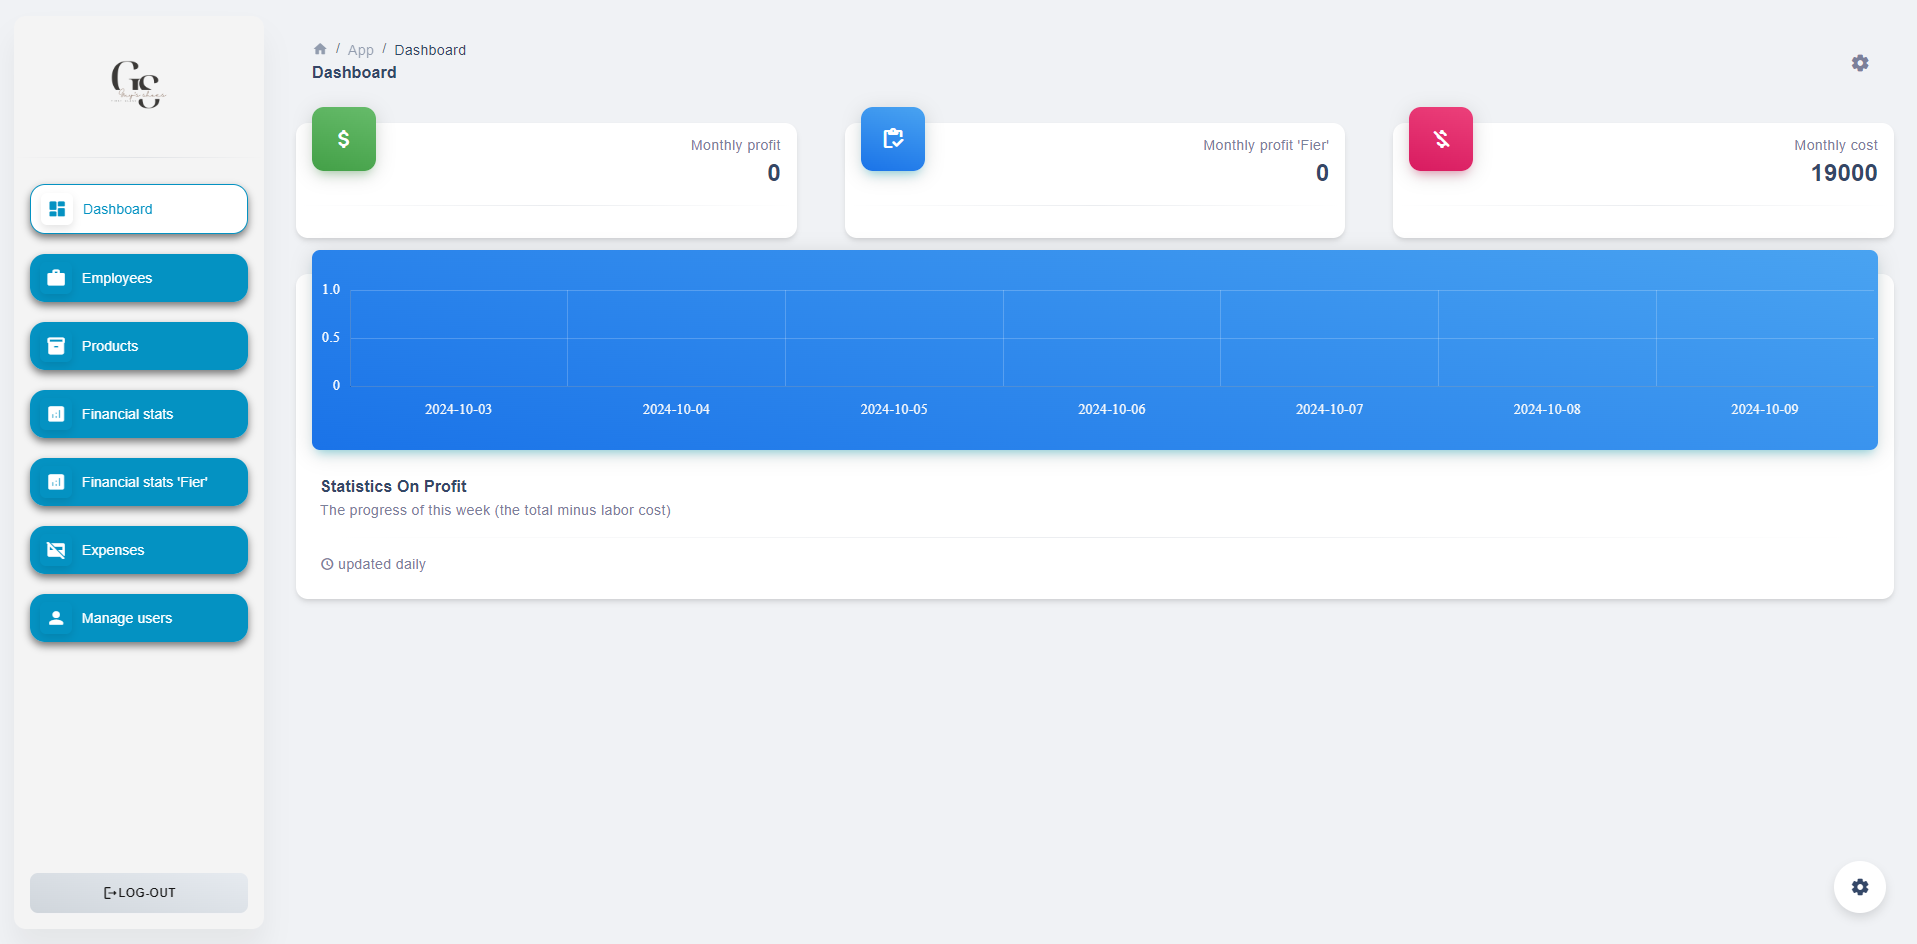 GS
/ App / Dashboard
Dashboard
Dashboard
Employees
Products
Financial stats
Financial stats 'Fier'
Expenses
Manage users
LOG-OUT
$
Monthly profit
0
Monthly profit 'Fier'
0
Monthly cost
19000
1.0
0.5
0
2024-10-03 2024-10-04 2024-10-05 2024-10-06 2024-10-07 2024-10-08 2024-10-09
Statistics On Profit
The progress of this week (the total minus labor cost)
updated daily